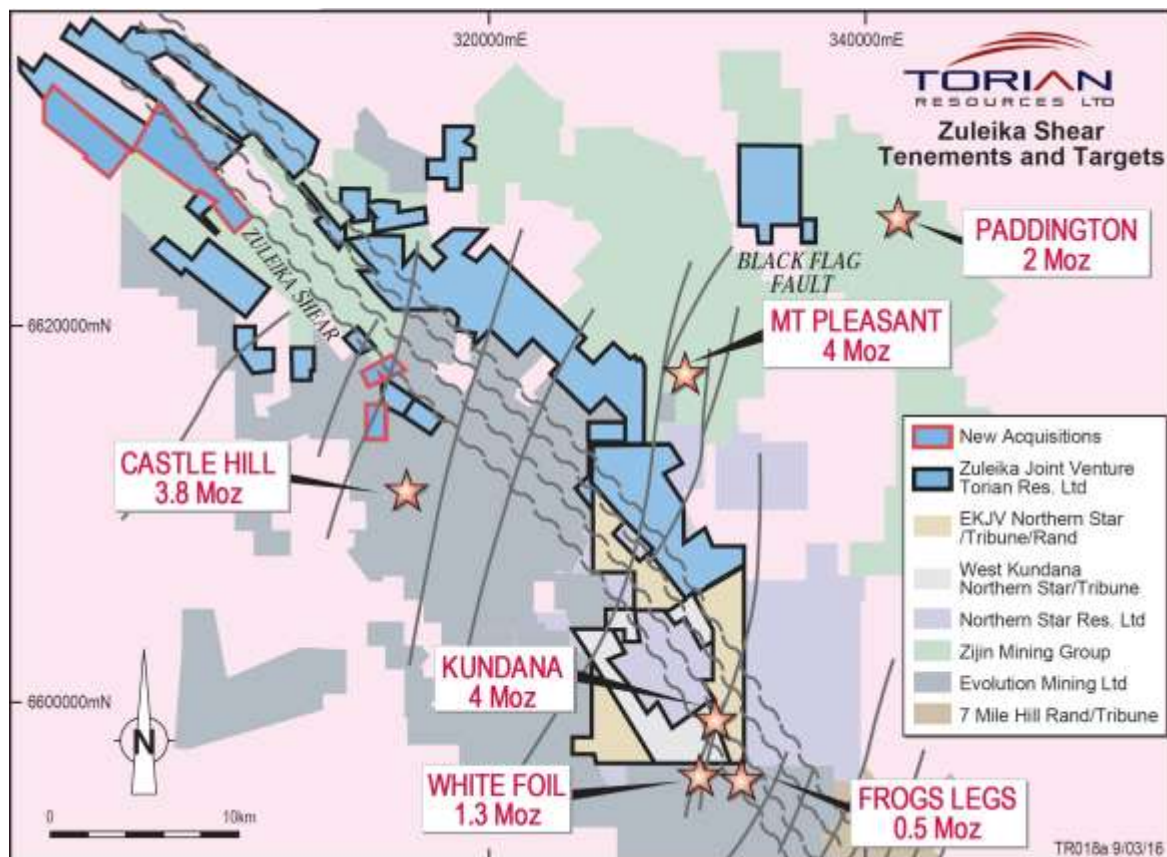 320000mE
340000mE
TORIAN
RESOURCES LTD
Zuleika Shear
Tenements and Targets
PADDINGTON
2 Moz
ZULEIKA SHEAR
BLACK FLAG
FAULT
6620000mN
MT PLEASANT
4 Moz
CASTLE HILL
3.8 Moz
New Acquisitions
Zuleika Joint Venture
Torian Res. Ltd
EKJV Northern Star
/Tribune/Rand
West Kundana
Northern Star/Tribune
Northern Star Res. Ltd
Zijin Mining Group
Evolution Mining Ltd
7 Mile Hill Rand/Tribune
KUNDANA
4 Moz
6600000mN
N
WHITE FOIL
1.3 Moz
FROGS LEGS
0.5 Moz
0
10km
TR018a 9/03/16